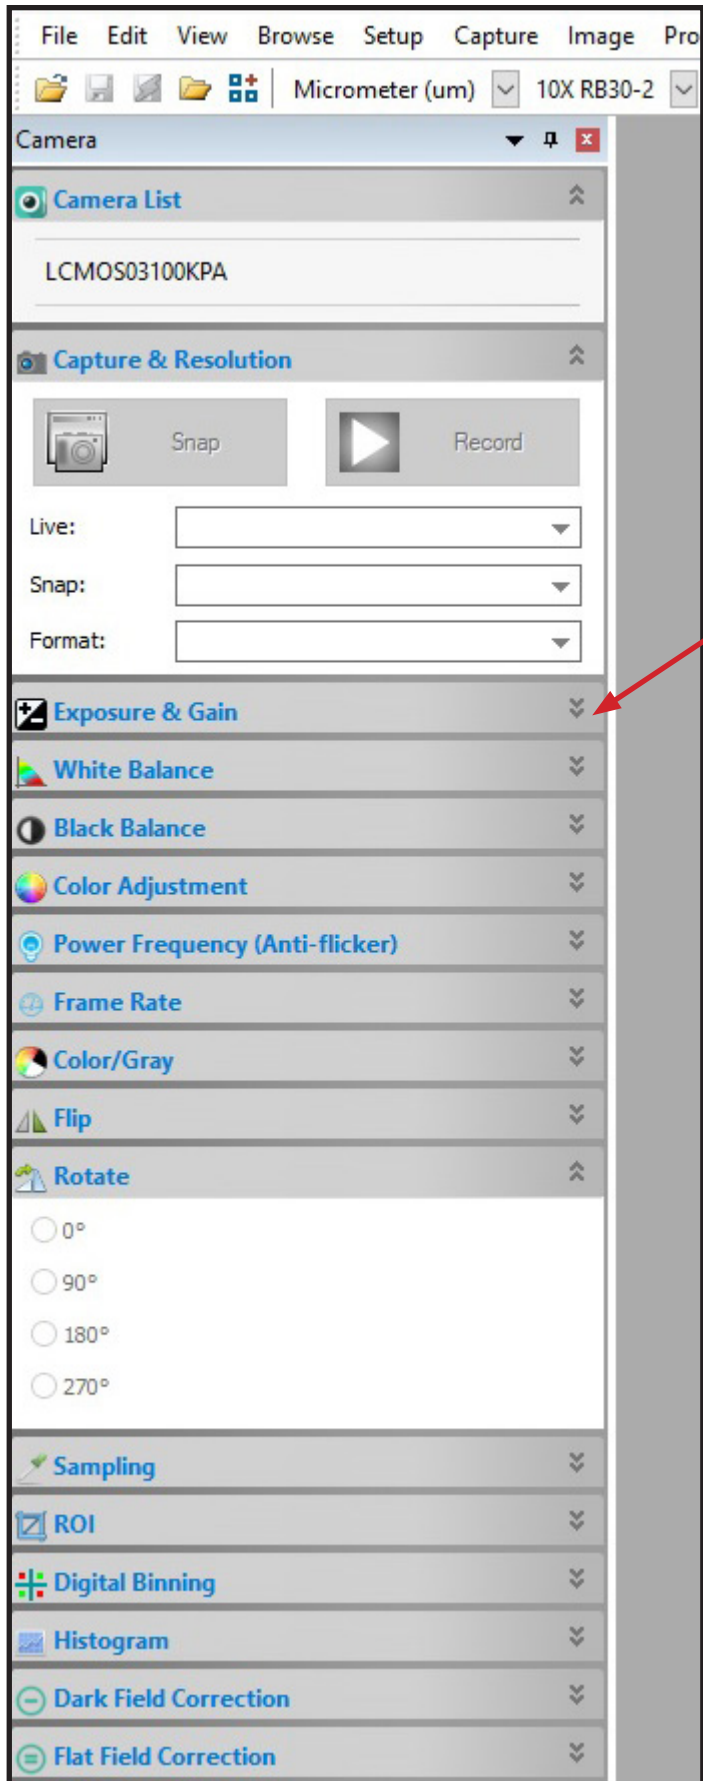 File Edit View Browse Setup Capture Image Pro
Micrometer (um) 10X RB30-2
Camera
Camera List
LCMOS03100KPA
Capture & Resolution
Snap Record
Live:
Snap:
Format:
Exposure & Gain
White Balance
Black Balance
Color Adjustment
Power Frequency (Anti-flicker)
Frame Rate
Color/Gray
Flip
Rotate
0°
90°
180°
270°
Sampling
ROI
Digital Binning
Histogram
Dark Field Correction
Flat Field Correction